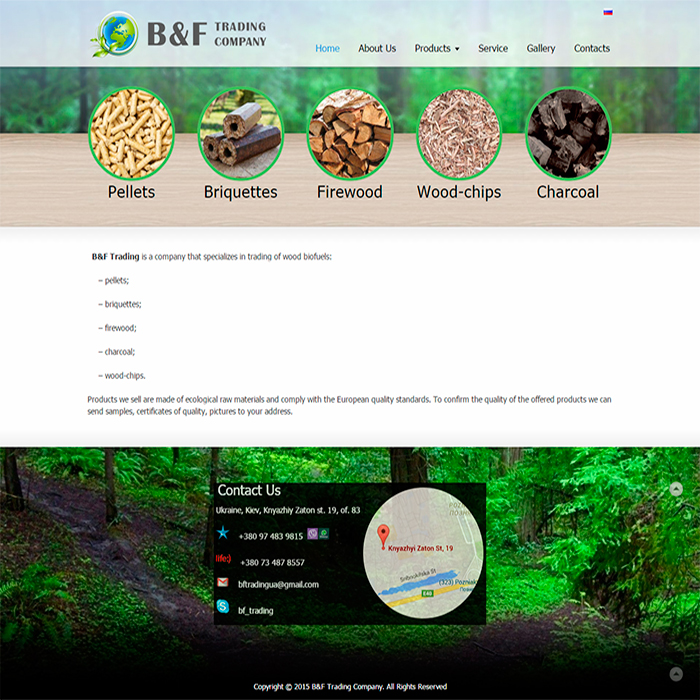 B&F TRADING COMPANY
Home About Us Products Service Gallery Contacts
Pellets Briquettes Firewood Wood-chips Charcoal
B&F Trading is a company that specializes in trading of wood biofuels:
– pellets;
– briquettes;
– firewood;
– charcoal;
– wood-chips.
Products we sell are made of ecological raw materials and comply with the European quality standards. To confirm the quality of the offered products we can
send samples, certificates of quality, pictures to your address.
Contact Us
Ukraine, Kiev, Knyazhiy Zaton st. 19, of. 83
+380 97 483 9815
life:) +380 73 487 8557
bftradingua@gmail.com
bf_trading
Knyazhyi Zaton St, 19
(323) Pozniak
E40
Copyright © 2015 B&F Trading Company. All Rights Reserved